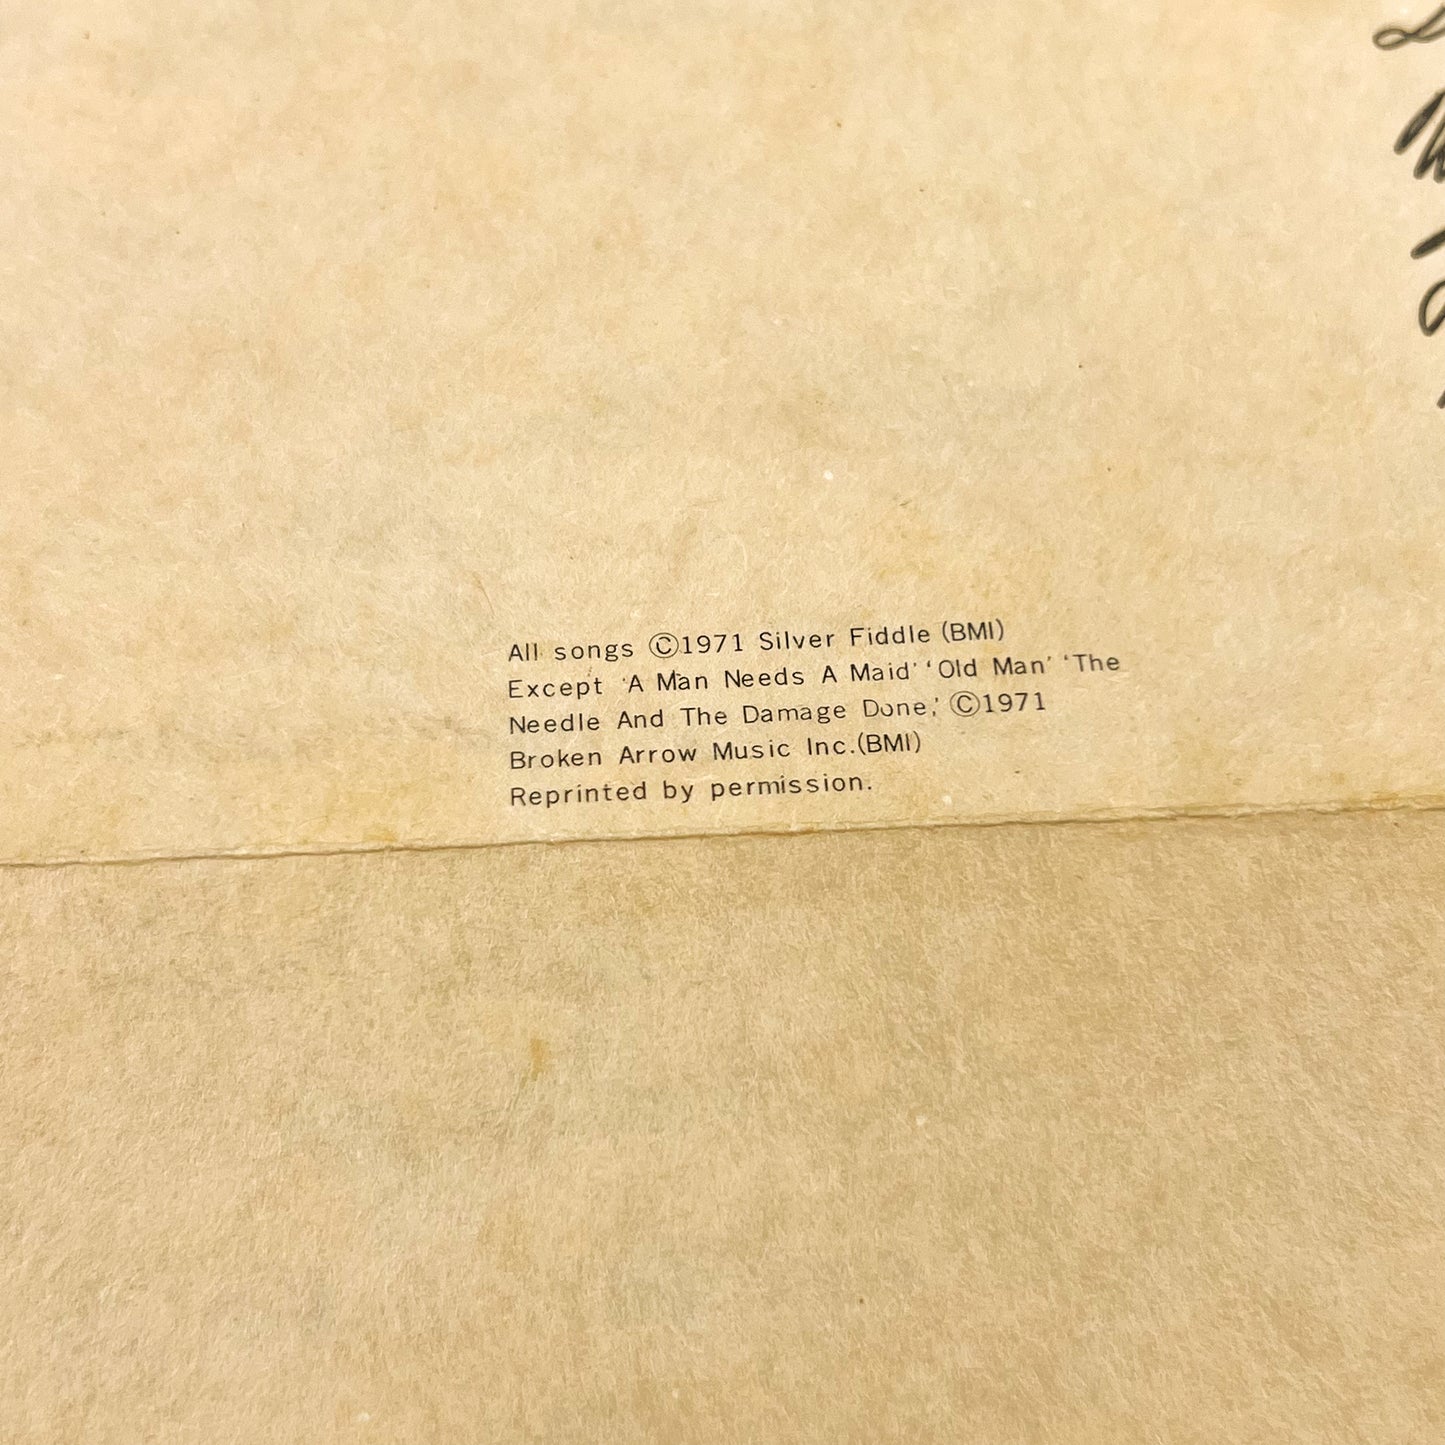 All songs ©1971 Silver Fiddle (BMI)
Except 'A Man Needs A Maid' 'Old Man' 'The
Needle And The Damage Done,' ©1971
Broken Arrow Music Inc.(BMI)
Reprinted by permission.